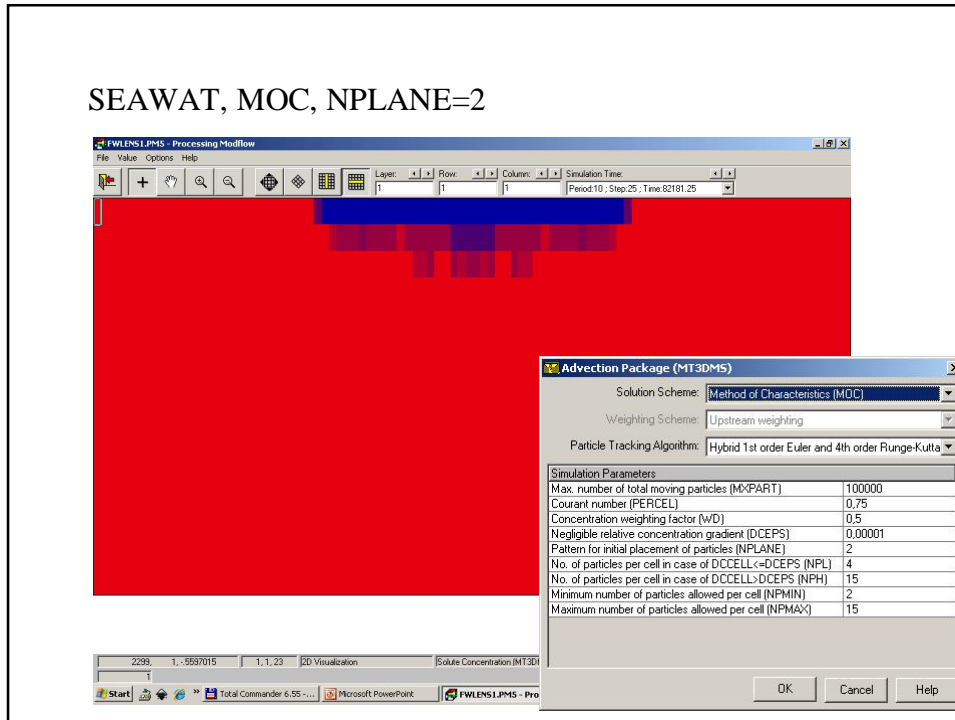 SEAWAT, MOC, NPLANE=2
FWLENS1.PMS - Processing Modflow
File Value Options Help
Layer: Row: Column: Simulation Time:
1 1 1 Period:10 ; Step:25 ; Time:82181.25
Advection Package (MT3DMS)
Solution Scheme: Method of Characteristics (MOC)
Weighting Scheme: Upstream weighting
Particle Tracking Algorithm: Hybrid 1st order Euler and 4th order Runge-Kutta
Simulation Parameters
Max. number of total moving particles (MXPART) 100000
Courant number (PERCEL) 0,75
Concentration weighting factor (WD) 0,5
Negligible relative concentration gradient (DCEPS) 0,00001
Pattern for initial placement of particles (NPLANE) 2
No. of particles per cell in case of DCCELL<=DCEPS (NPL) 4
No. of particles per cell in case of DCCELL>DCEPS (NPH) 15
Minimum number of particles allowed per cell (NPMIN) 2
Maximum number of particles allowed per cell (NPMAX) 15
OK Cancel Help
2299, 1,-.5597015 1, 1, 23 2D Visualization Solute Concentration (MT3D
1
Start Total Commander 6.55 -... Microsoft PowerPoint FWLENS1.PMS - Pro